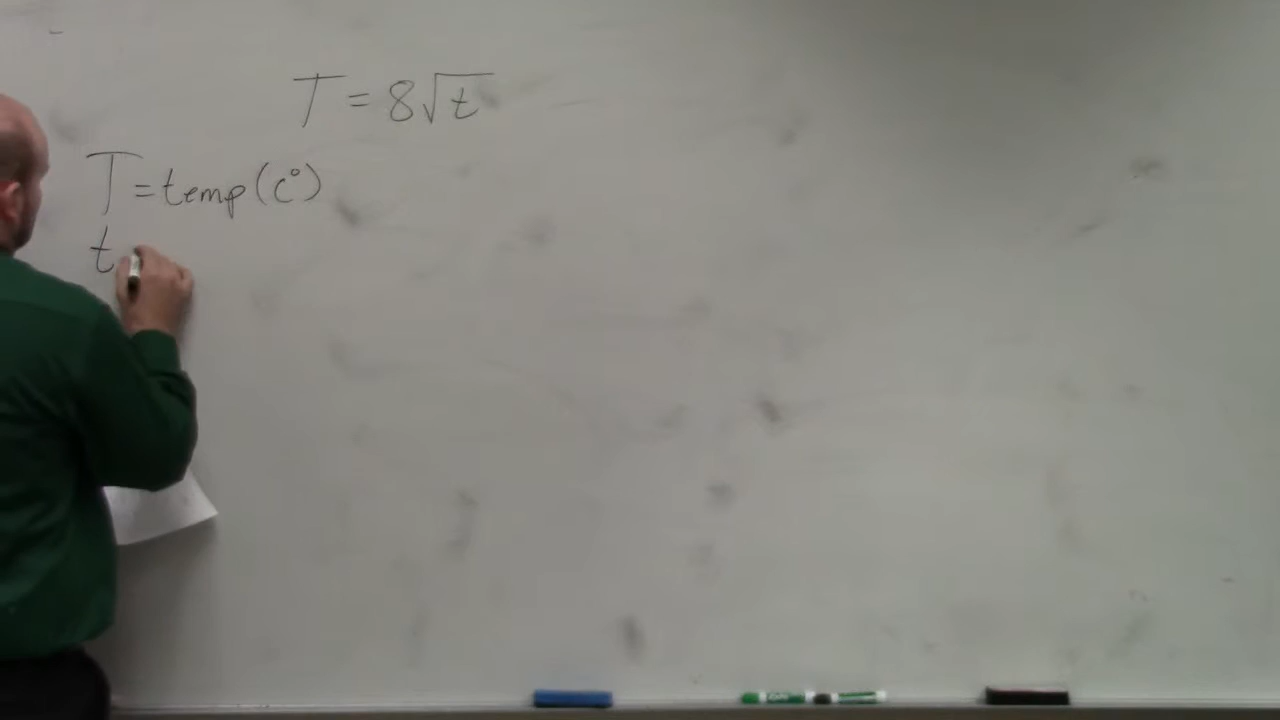 T = 8√t
T = temp (c°)
t